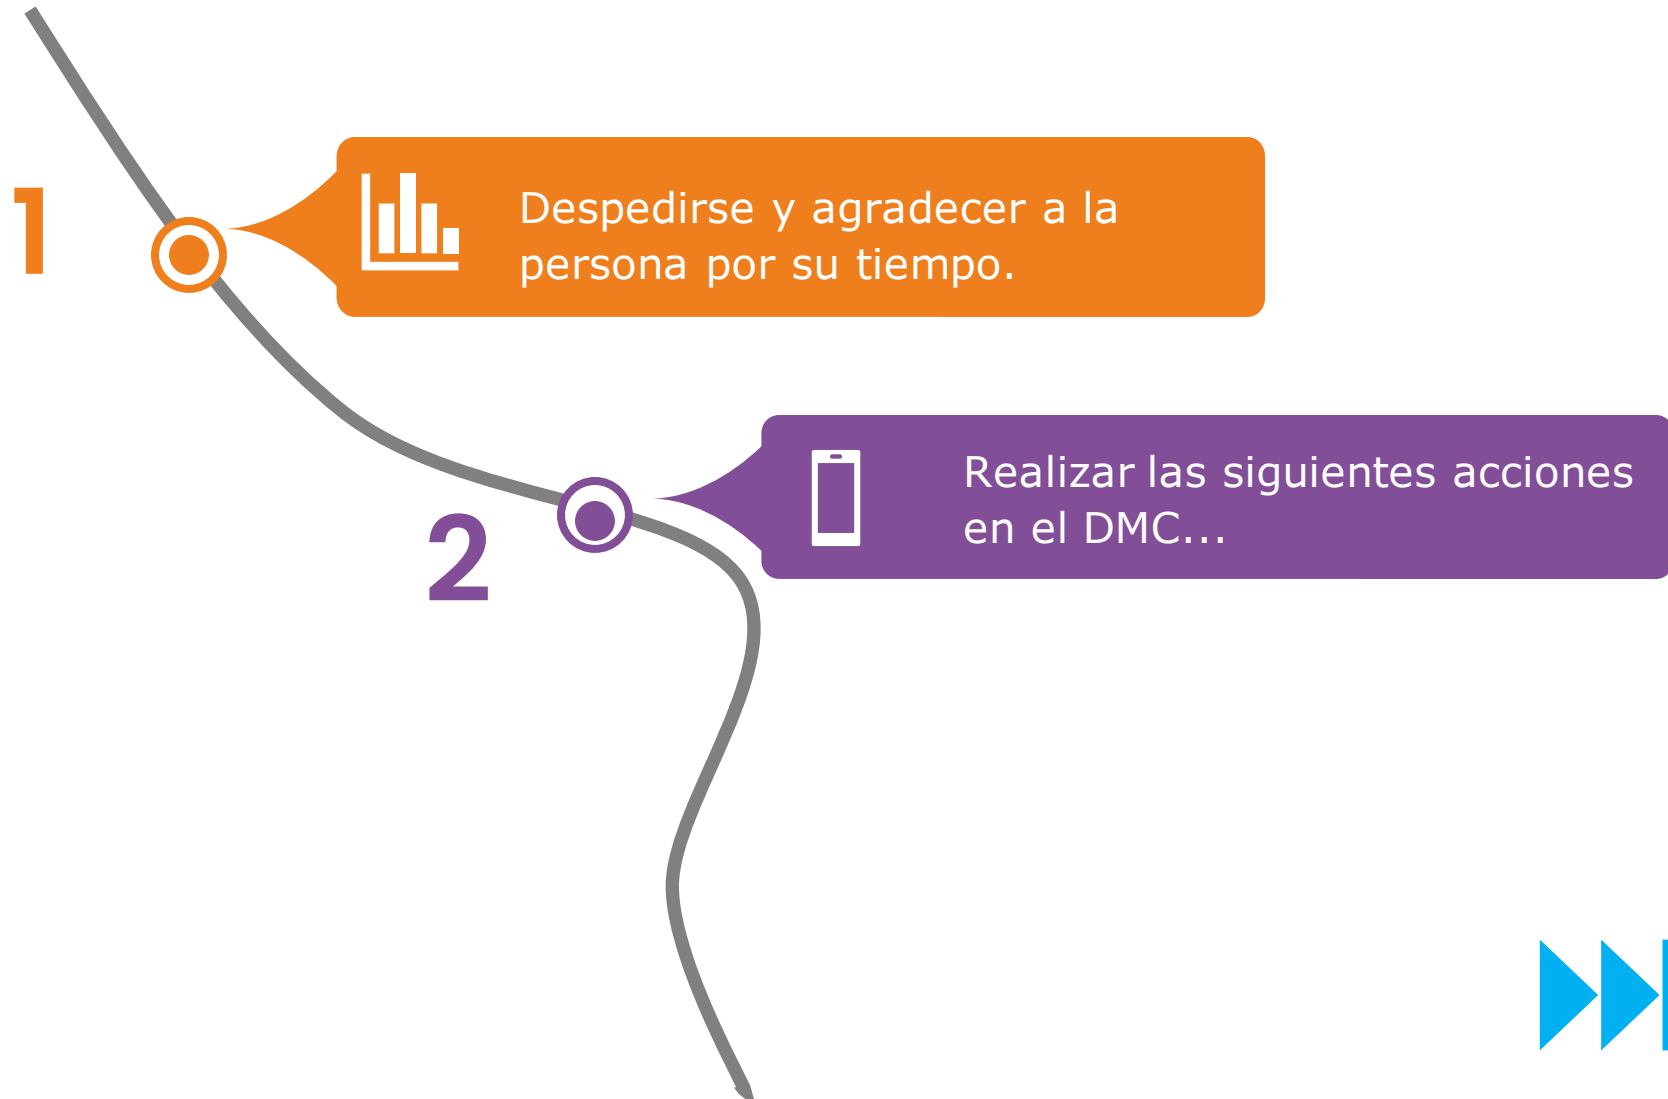 1
Despedirse y agradecer a la
persona por su tiempo.
2
Realizar las siguientes acciones
en el DMC...